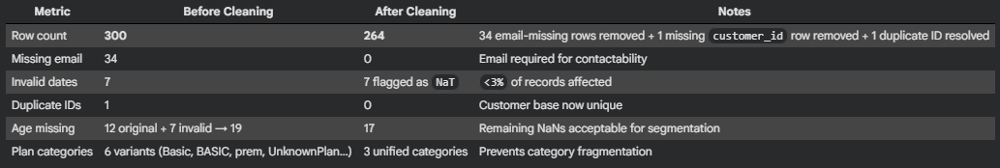 Metric Before Cleaning After Cleaning Notes
Row count 300 264 34 email-missing rows removed + 1 missing customer_id row removed + 1 duplicate ID resolved
Missing email 34 0 Email required for contactability
Invalid dates 7 7 flagged as NaT <3% of records affected
Duplicate IDs 1 0 Customer base now unique
Age missing 12 original + 7 invalid → 19 17 Remaining NaNs acceptable for segmentation
Plan categories 6 variants (Basic, BASIC, prem, UnknownPlan...) 3 unified categories Prevents category fragmentation